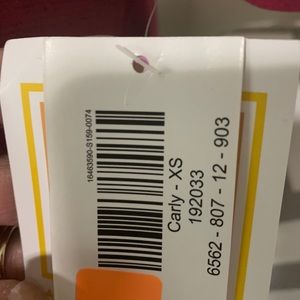 16463590-S159-0074
Carly - XS
192033
6562 - 807 - 12 - 903